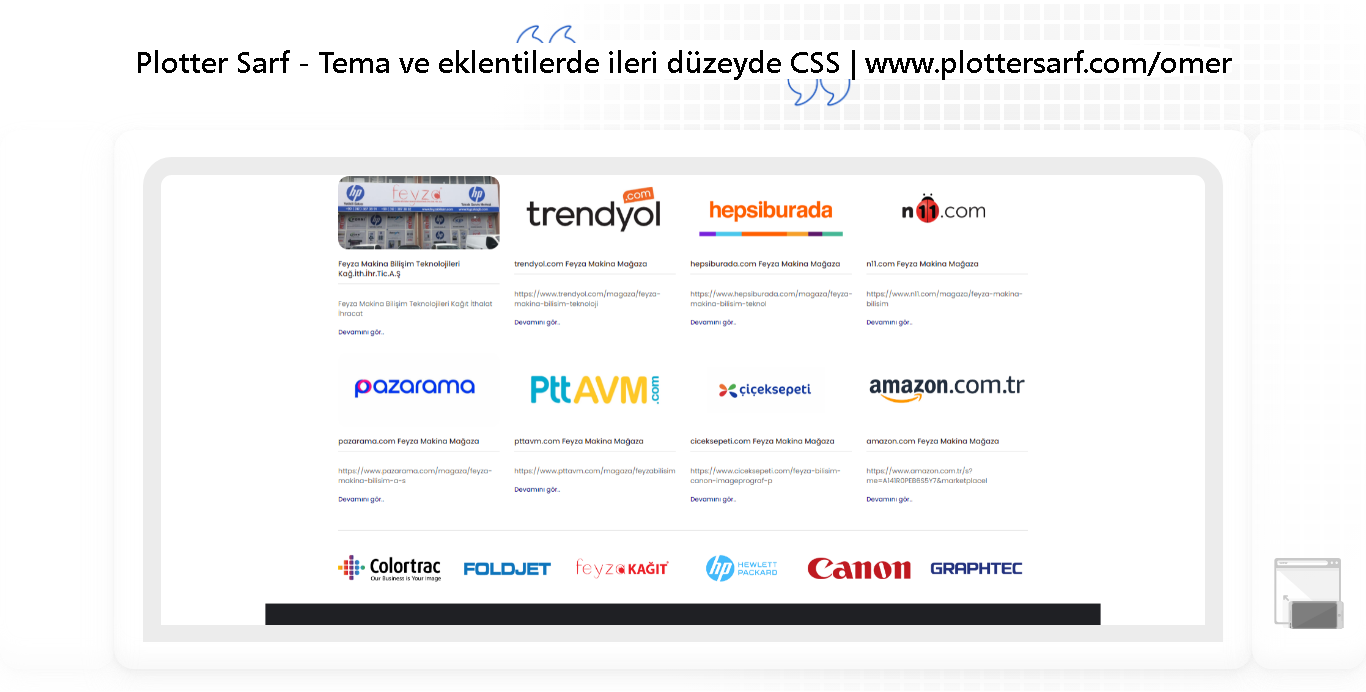 Plotter Sarf - Tema ve eklentilerde ileri düzeyde CSS | www.plottersarf.com/omer
hp feyza hp
trendyol .com
hepsiburada
n11.com
Feyza Makina Bilişim Teknolojileri
Kağ.İth.İhr.Tic.A.Ş
trendyol.com Feyza Makina Mağaza
hepsiburada.com Feyza Makina Mağaza
n11.com Feyza Makina Mağaza
Feyza Makina Bilişim Teknolojileri Kağıt İthalat
İhracat
https://www.trendyol.com/magaza/feyza-
makina-bilisim-teknoloji
https://www.hepsiburada.com/magaza/feyza-
makina-bilisim-teknol
https://www.n11.com/magaza/feyza-makina-
bilisim
Devamını gör..
Devamını gör..
Devamını gör..
Devamını gör..
pazarama
PttAVM.com
çiçeksepeti
amazon.com.tr
pazarama.com Feyza Makina Mağaza
pttavm.com Feyza Makina Mağaza
ciceksepeti.com Feyza Makina Mağaza
amazon.com Feyza Makina Mağaza
https://www.pazarama.com/magaza/feyza-
makina-bilisim-a-s
https://www.pttavm.com/magaza/feyzabilisim
https://www.ciceksepeti.com/feyza-bilisim-
canon-imageprograf-p
https://www.amazon.com.tr/s?
Devamını gör..
Devamını gör..
Devamını gör..
Devamını gör..
Colortrac
Our Business Is Your Image
FOLDJET
feyza KAĞIT
hp HEWLETT
PACKARD
Canon
GRAPHTEC